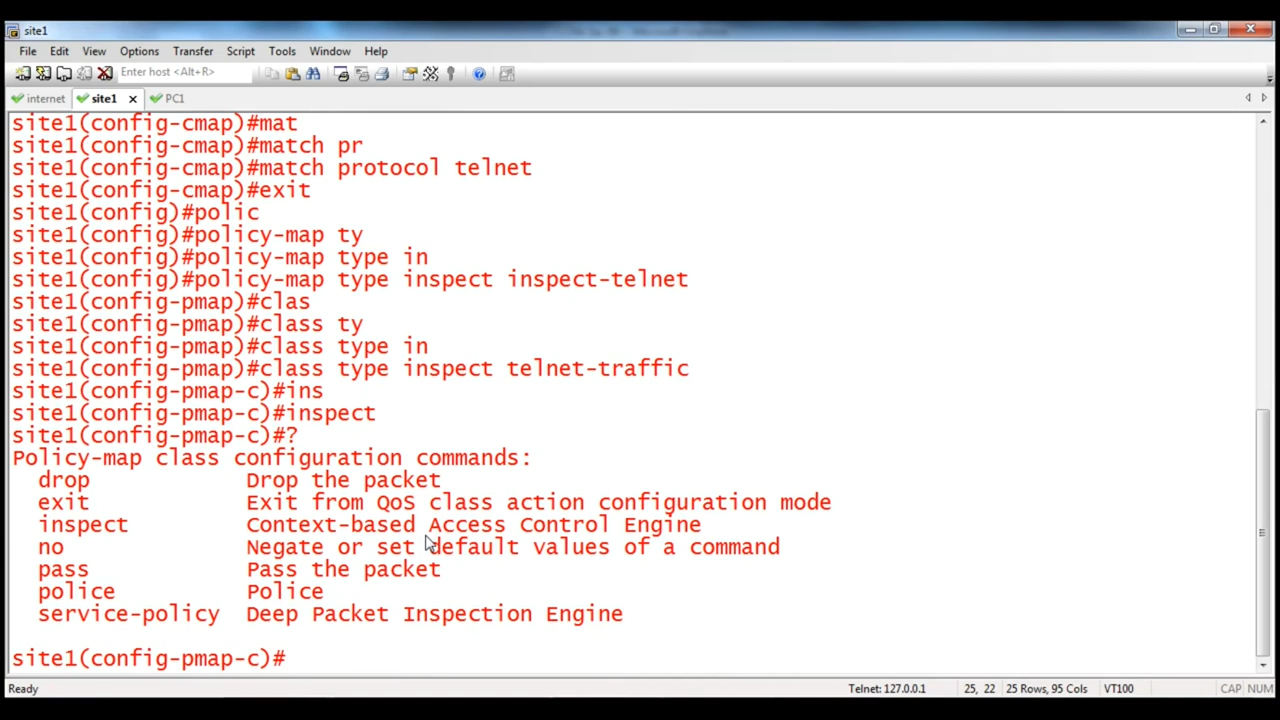 site1
File Edit View Options Transfer Script Tools Window Help
Enter host <Alt+R>
internet site1 PC1
site1(config-cmap)#mat
site1(config-cmap)#match pr
site1(config-cmap)#match protocol telnet
site1(config-cmap)#exit
site1(config)#polic
site1(config)#policy-map ty
site1(config)#policy-map type in
site1(config)#policy-map type inspect inspect-telnet
site1(config-pmap)#clas
site1(config-pmap)#class ty
site1(config-pmap)#class type in
site1(config-pmap)#class type inspect telnet-traffic
site1(config-pmap-c)#ins
site1(config-pmap-c)#inspect
site1(config-pmap-c)#?
Policy-map class configuration commands:
drop Drop the packet
exit Exit from QoS class action configuration mode
inspect Context-based Access Control Engine
no Negate or set default values of a command
pass Pass the packet
police Police
service-policy Deep Packet Inspection Engine
site1(config-pmap-c)#
Ready Telnet: 127.0.0.1 25, 22 25 Rows, 95 Cols VT100 CAP NUM